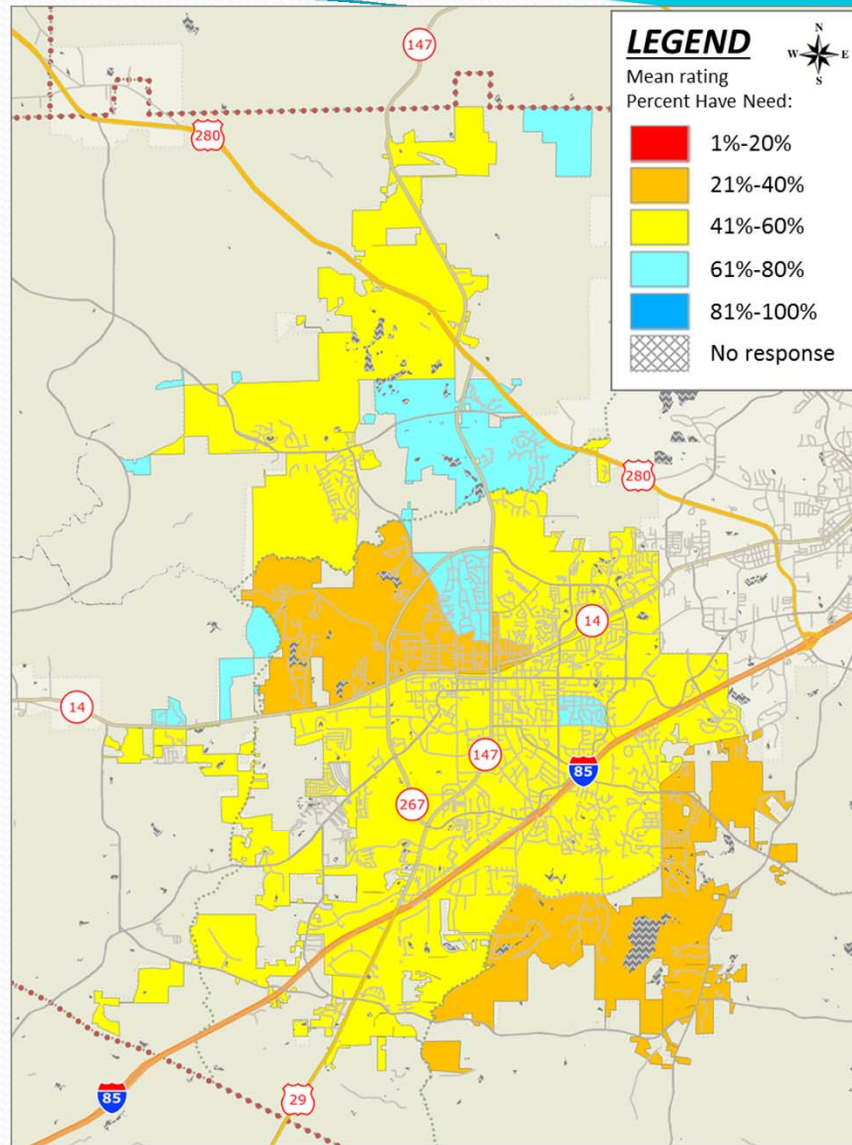 LEGEND
N
W E
S
Mean rating
Percent Have Need:
1%-20%
21%-40%
41%-60%
61%-80%
81%-100%
No response
147
280
280
14
14
147
85
267
29
85